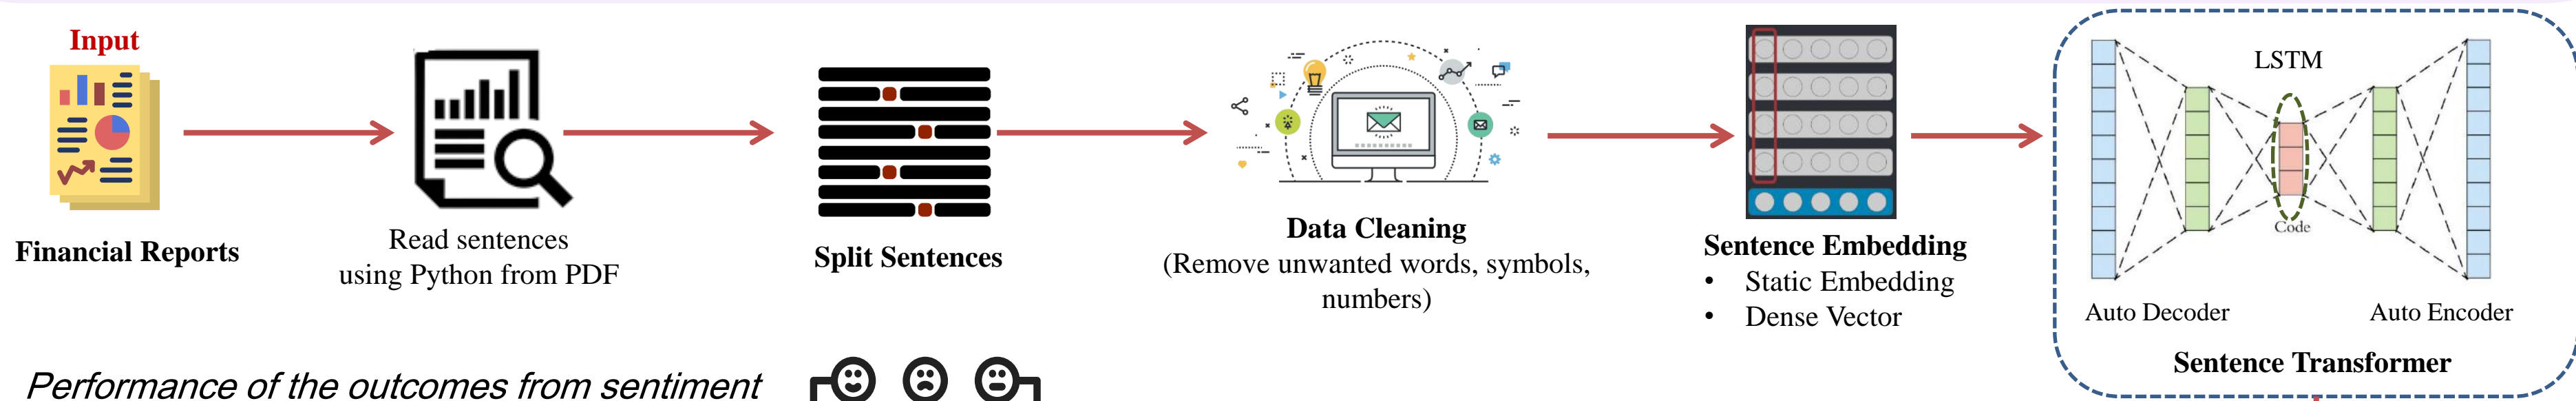 Input
Financial Reports
Read sentences
using Python from PDF
Split Sentences
Data Cleaning
(Remove unwanted words, symbols,
numbers)
Sentence Embedding
• Static Embedding
• Dense Vector
LSTM
Code
Auto Decoder
Auto Encoder
Sentence Transformer
Performance of the outcomes from sentiment